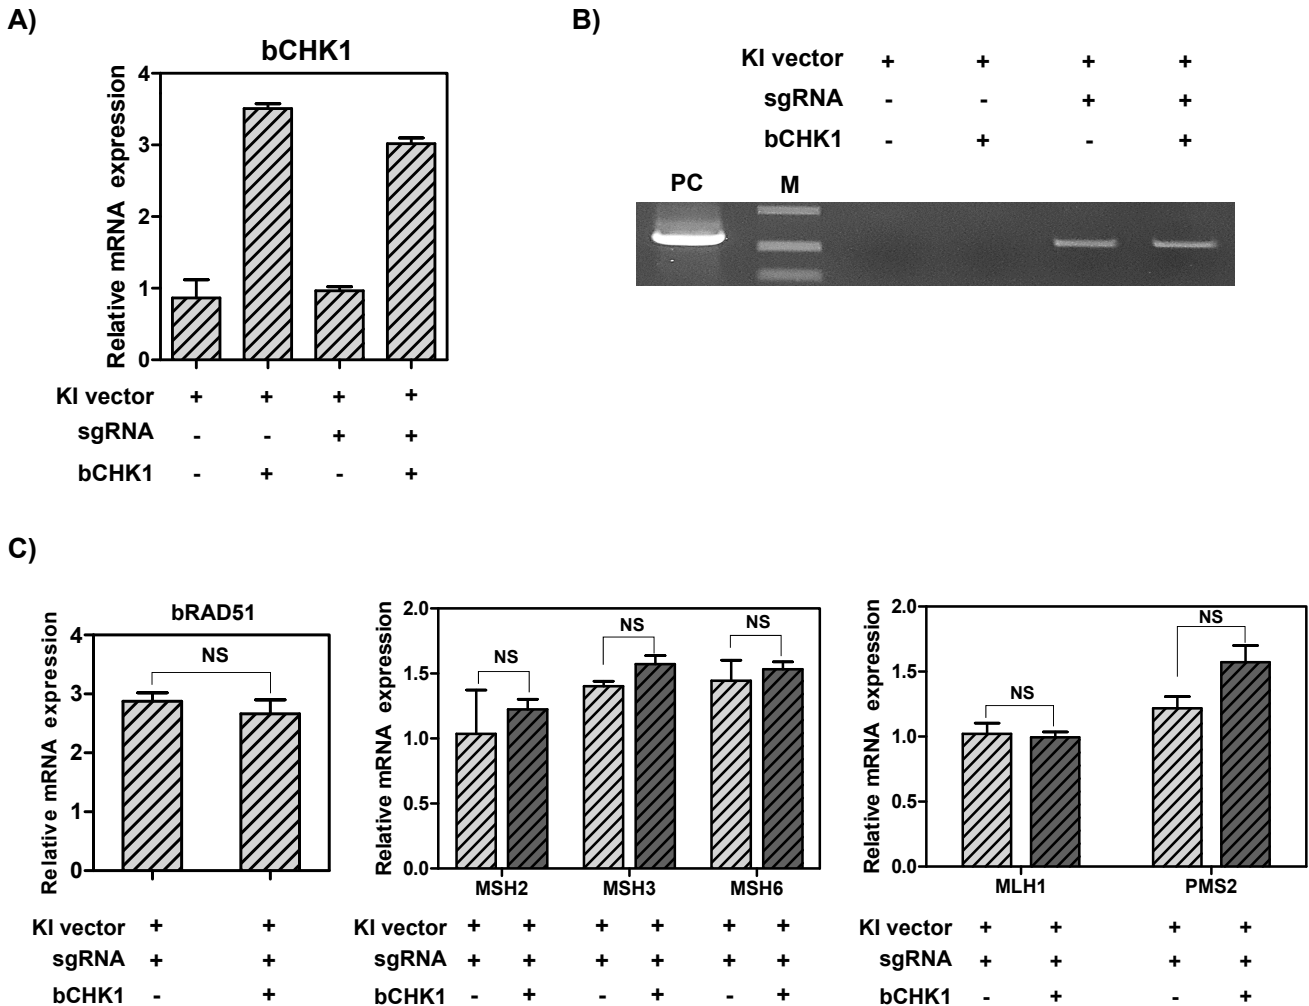 A)
bCHK1
Relative mRNA expression
4
3
2
1
0
KI vector + + + +
sgRNA - - + +
bCHK1 - + - +
B)
KI vector + + + +
sgRNA - - + +
bCHK1 - + - +
PC M
C)
bRAD51
Relative mRNA expression
4
3
2
1
0
NS
KI vector + +
sgRNA + +
bCHK1 - +
Relative mRNA expression
2.0
1.5
1.0
0.5
0.0
NS NS NS
MSH2 MSH3 MSH6
KI vector + + + + + +
sgRNA + + + + + +
bCHK1 - + - + - +
Relative mRNA expression
2.0
1.5
1.0
0.5
0.0
NS NS
MLH1 PMS2
KI vector + + + +
sgRNA + + + +
bCHK1 - + - +